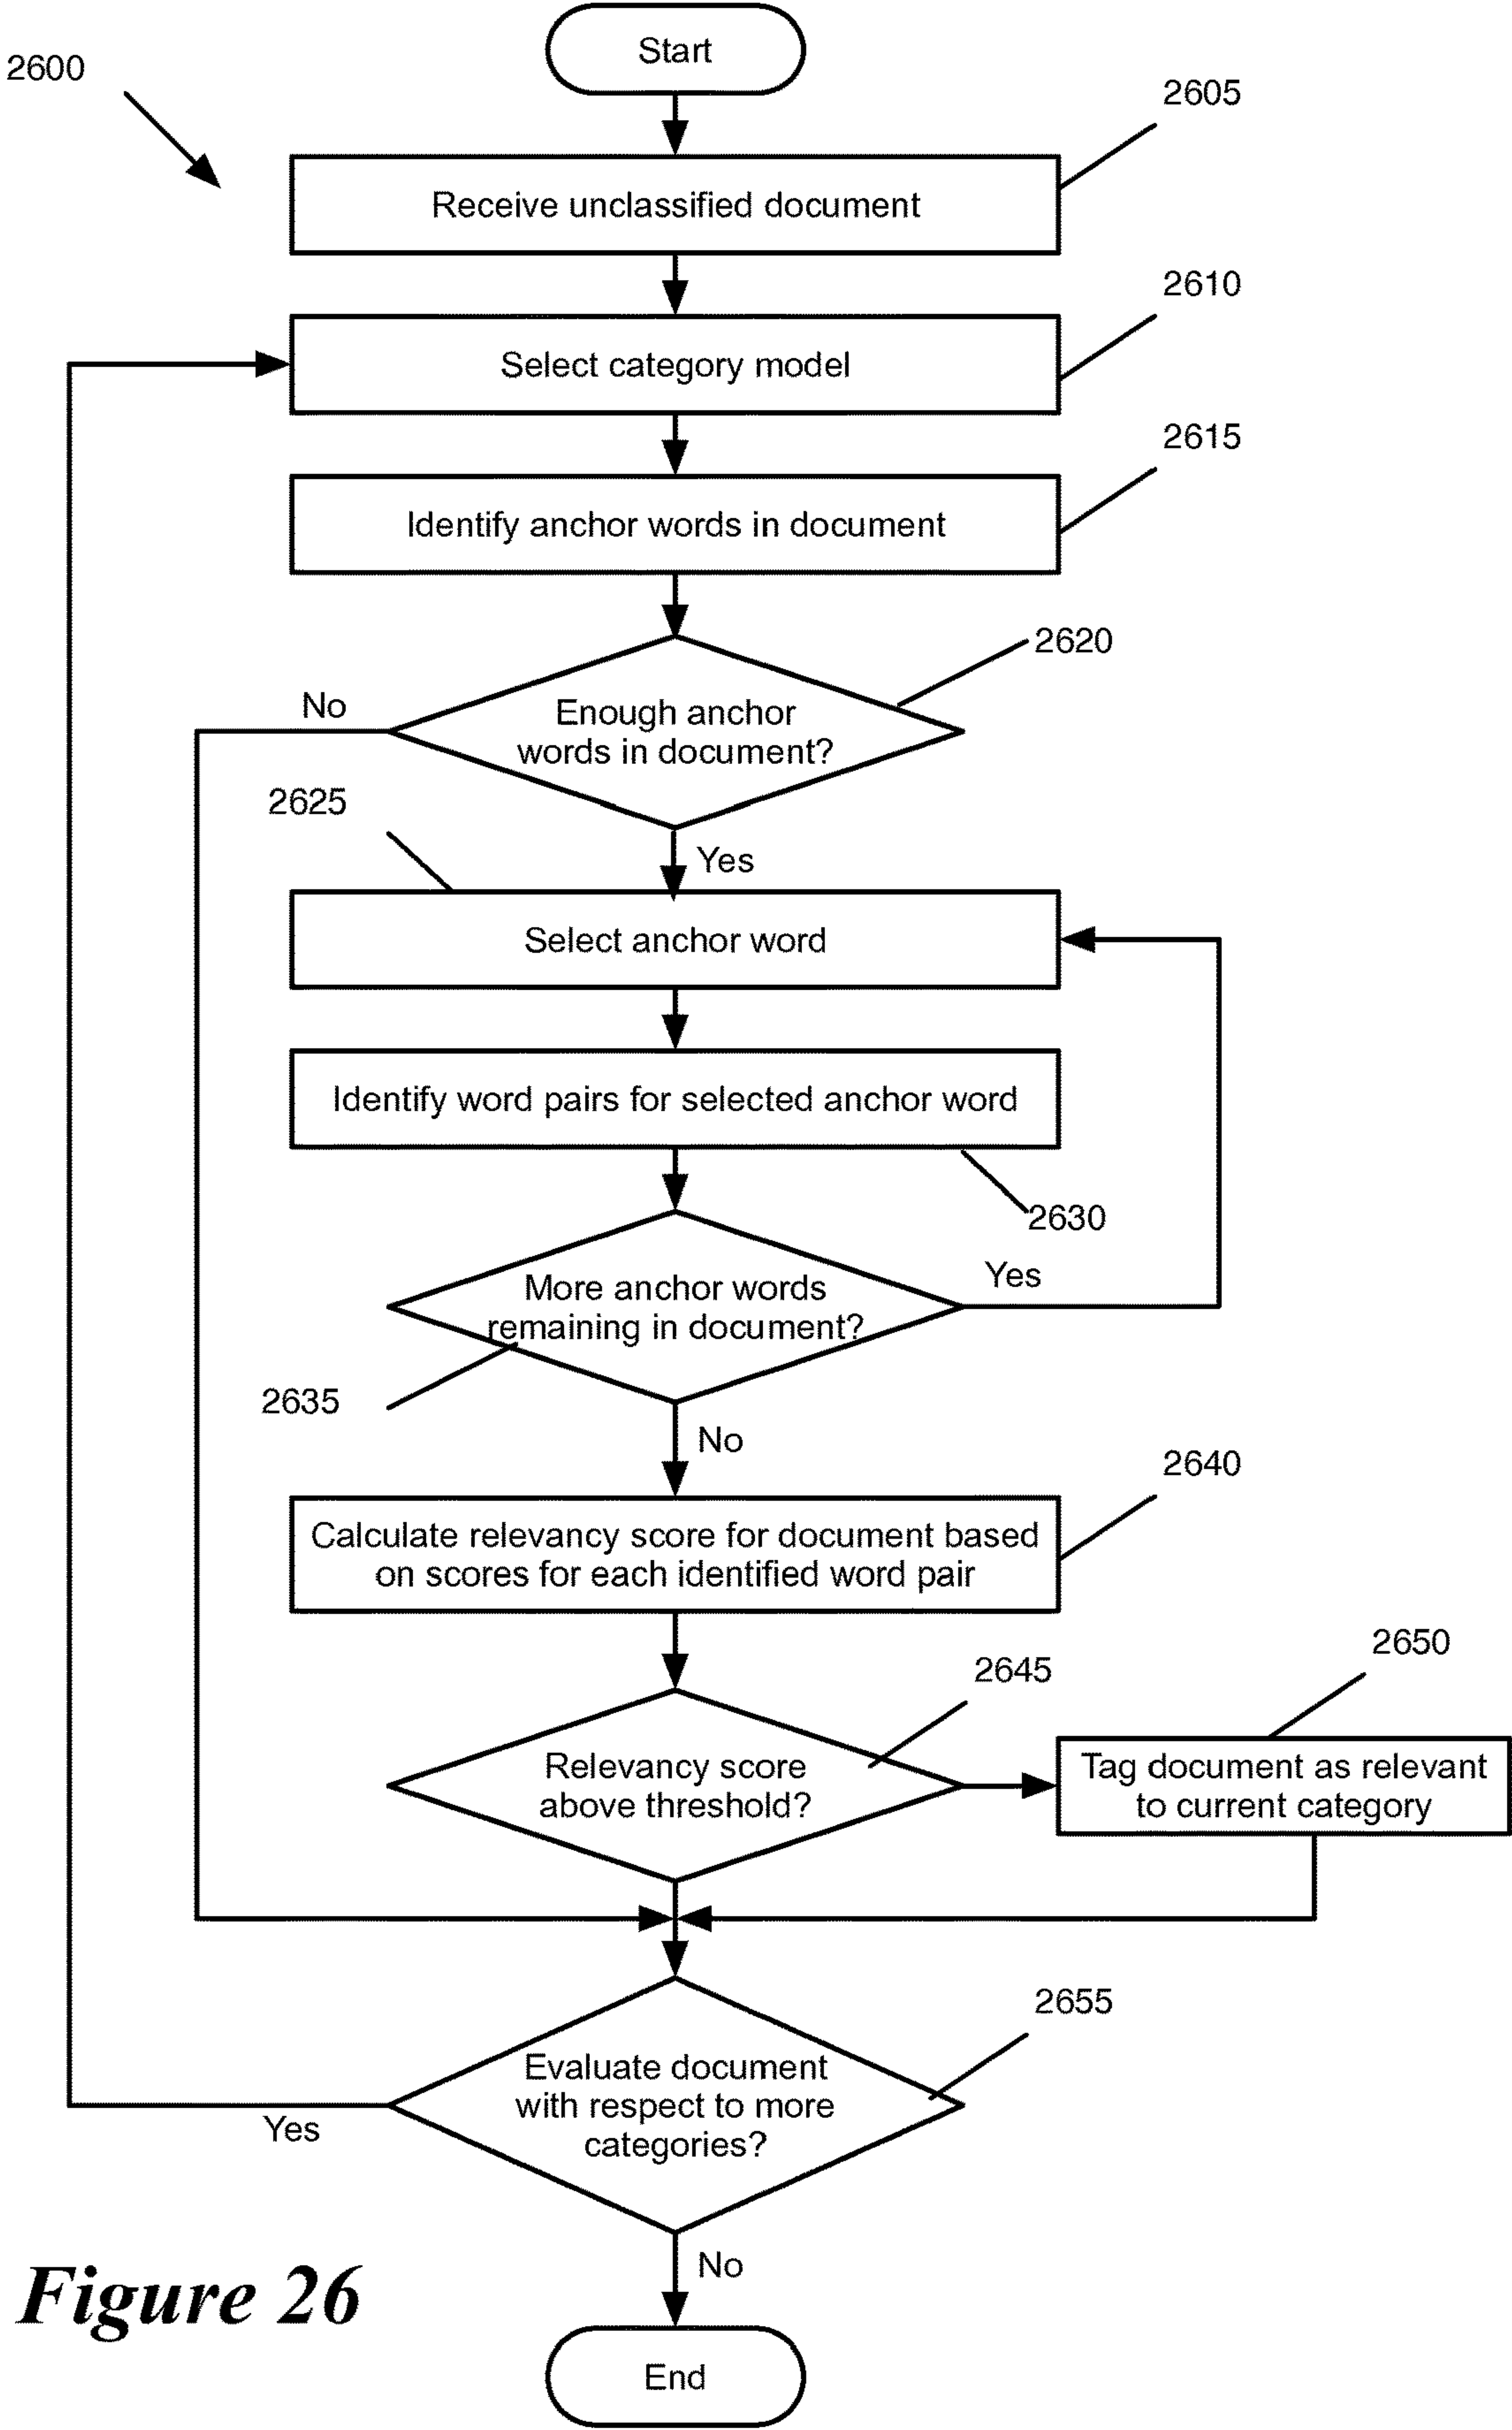 Start
2600
2605
Receive unclassified document
2610
Select category model
2615
Identify anchor words in document
2620
No
Enough anchor
words in document?
2625
Yes
Select anchor word
Identify word pairs for selected anchor word
2630
Yes
More anchor words
remaining in document?
2635
No
2640
Calculate relevancy score for document based
on scores for each identified word pair
2650
2645
Relevancy score
above threshold?
Tag document as relevant
to current category
2655
Evaluate document
with respect to more
categories?
Yes
No
Figure 26
End